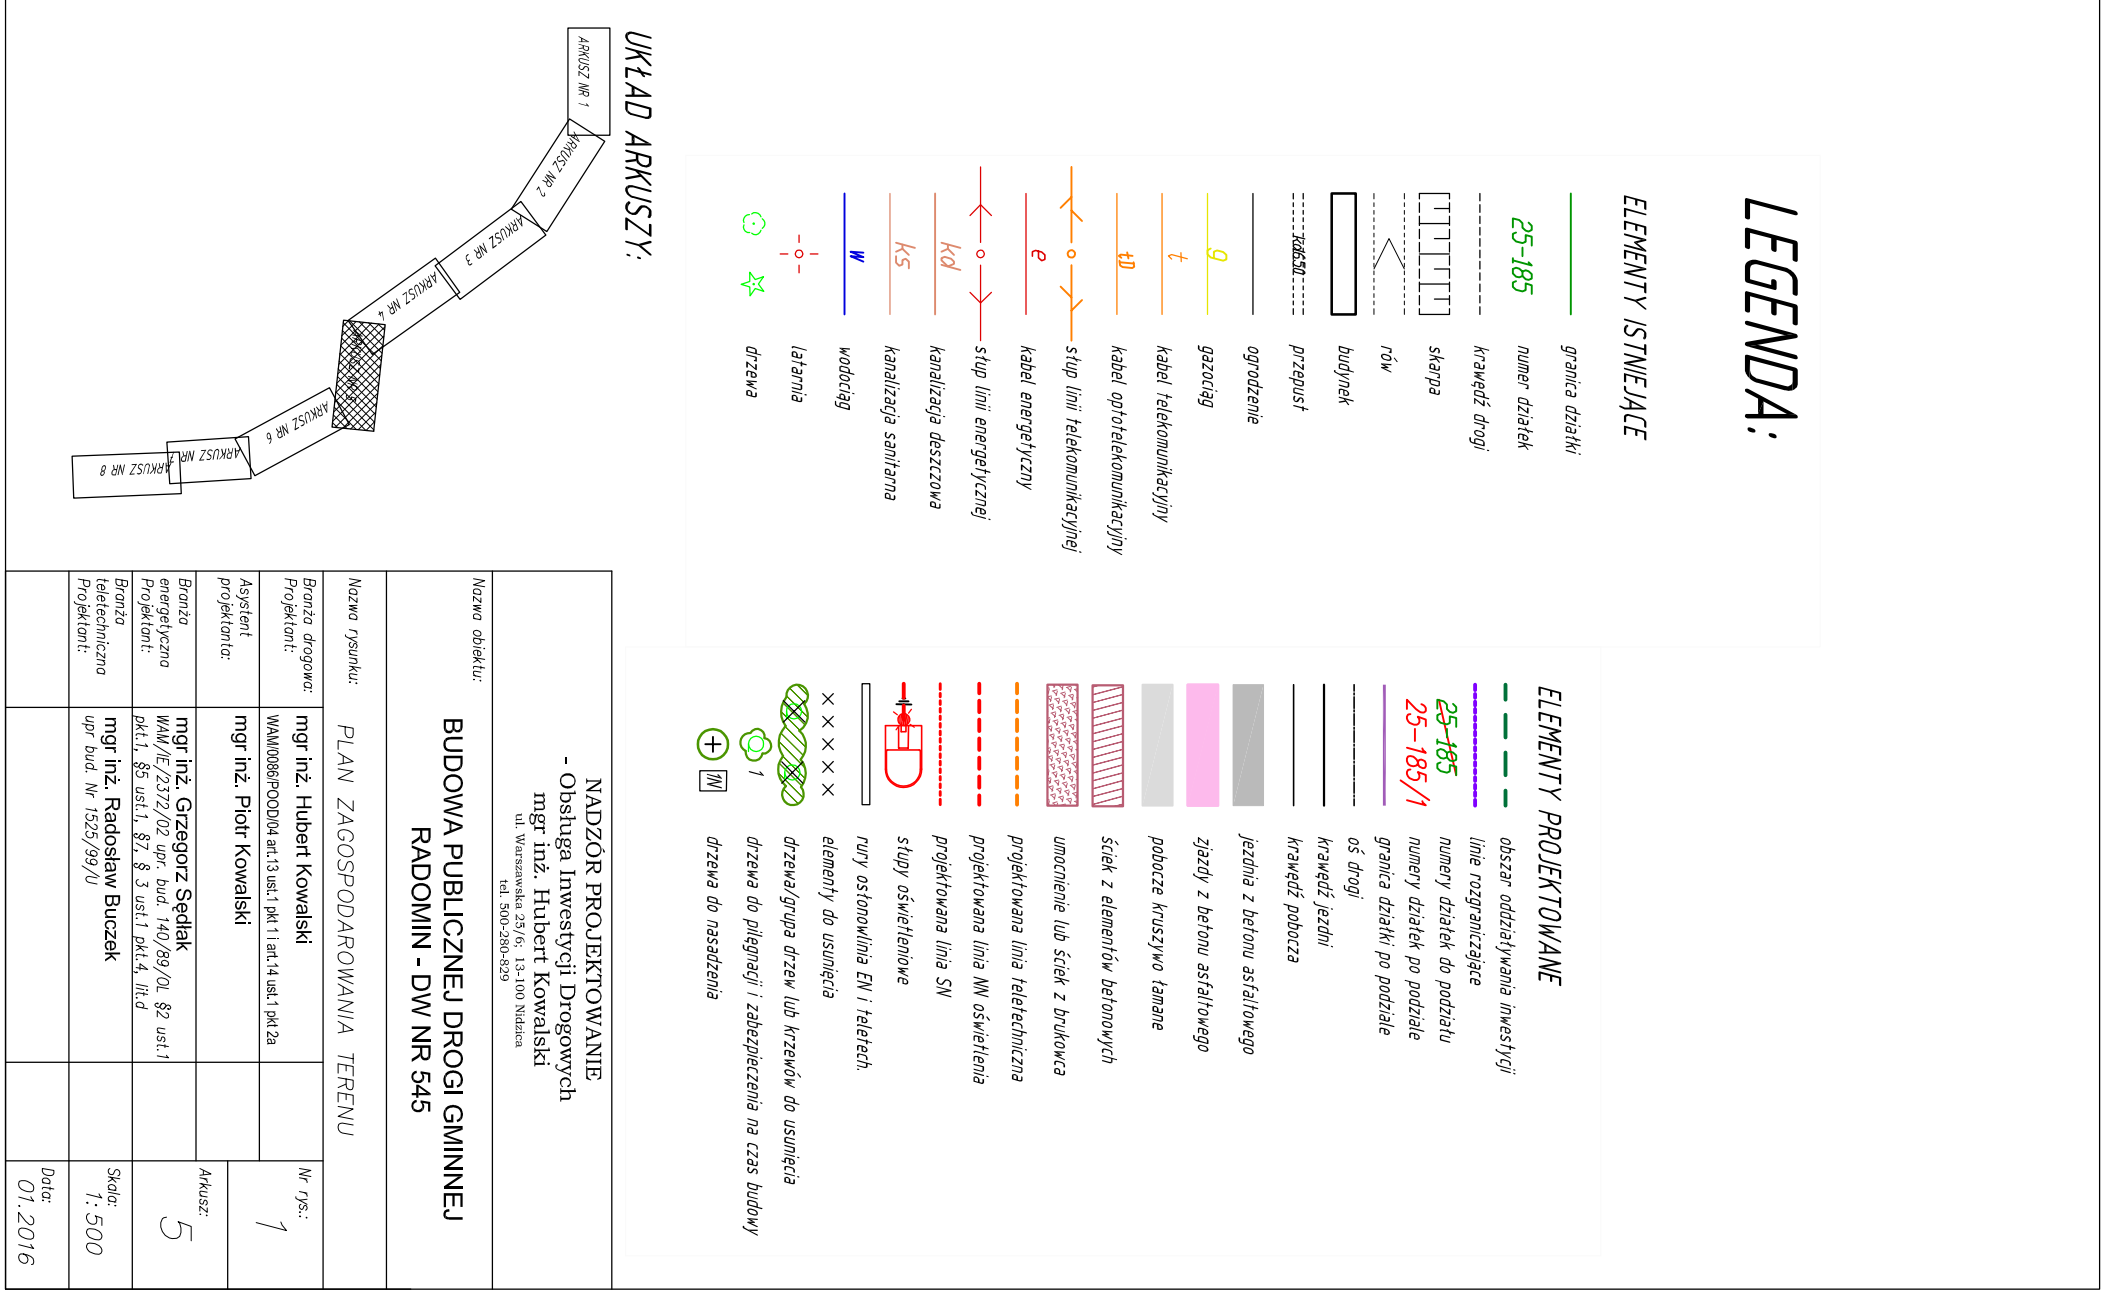 LEGENDA:
ELEMENTY ISTNIEJĄCE
granica działki
25-185
numer działek
krawędź drogi
skarpa
rów
budynek
przepust
ogrodzenie
g
gazociąg
t
kabel telekomunikacyjny
tD
kabel optotelekomunikacyjny
słup linii telekomunikacyjnej
e
kabel energetyczny
słup linii energetycznej
kd
kanalizacja deszczowa
ks
kanalizacja sanitarna
w
wodociąg
latarnia
drzewa
ELEMENTY PROJEKTOWANE
obszar oddziaływania inwestycji
linie rozgraniczające
25-185
numery działek do podziału
25-185/1
numery działek po podziale
granica działki po podziale
oś drogi
krawędź jezdni
krawędź pobocza
jezdnia z betonu asfaltowego
zjazdy z betonu asfaltowego
pobocze kruszywo łamane
ściek z elementów betonowych
umocnienie lub ściek z brukowca
projektowana linia teletechniczna
projektowana linia NN oświetlenia
projektowana linia SN
słupy oświetleniowe
rury osłonowlinia EN i teletech.
elementy do usunięcia
drzewa/grupa drzew lub krzewów do usunięcia
1
drzewa do pilęgnacji i zabezpieczenia na czas budowy
1N
drzewa do nasadzenia
UKŁAD ARKUSZY:
ARKUSZ NR 1
ARKUSZ NR 2
ARKUSZ NR 3
ARKUSZ NR 4
ARKUSZ NR 5
ARKUSZ NR 6
ARKUSZ NR 7
ARKUSZ NR 8
NADZÓR PROJEKTOWANIE
- Obsługa Inwestycji Drogowych
mgr inż. Hubert Kowalski
ul. Warszawska 25/6; 13-100 Nidzica
tel. 500-280-829
Nazwa obiektu:
BUDOWA PUBLICZNEJ DROGI GMINNEJ
RADOMIN - DW NR 545
Nazwa rysunku:
PLAN ZAGOSPODAROWANIA TERENU
Branża drogowa:
Projektant:
mgr inż. Hubert Kowalski
WAM/0086/POOD/04 art.13 ust.1 pkt 1 i art.14 ust.1 pkt 2a
Nr rys.:
1
Asystent
projektanta:
mgr inż. Piotr Kowalski
Arkusz:
5
Branża
energetyczna
Projektant:
mgr inż. Grzegorz Sędłak
WAM/IE/2372/02 upr. bud. 140/89/OL §2 ust.1
pkt.1, §5 ust.1, §7, § 3 ust.1 pkt.4, lit.d
Branża
teletechniczna
Projektant:
mgr inż. Radosław Buczek
upr bud. Nr 1525/99/U
Skala:
1:500
Data:
01.2016